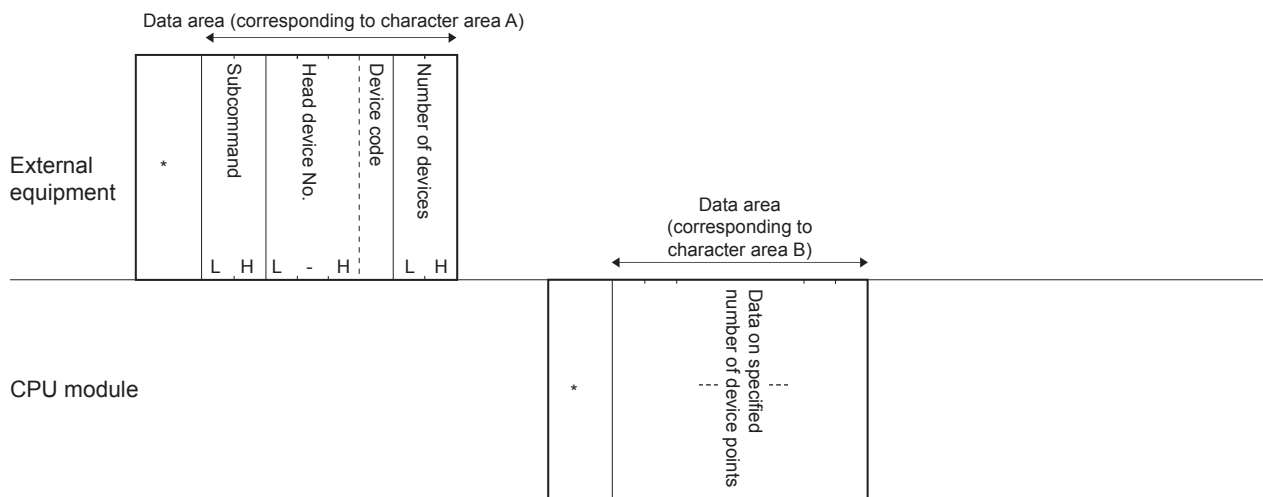 Data area (corresponding to character area A)
External
equipment
*
Subcommand
Head device No.
Device code
Number of devices
L H L - H L H
Data area
(corresponding to
character area B)
CPU module
*
Data on specified
number of device points